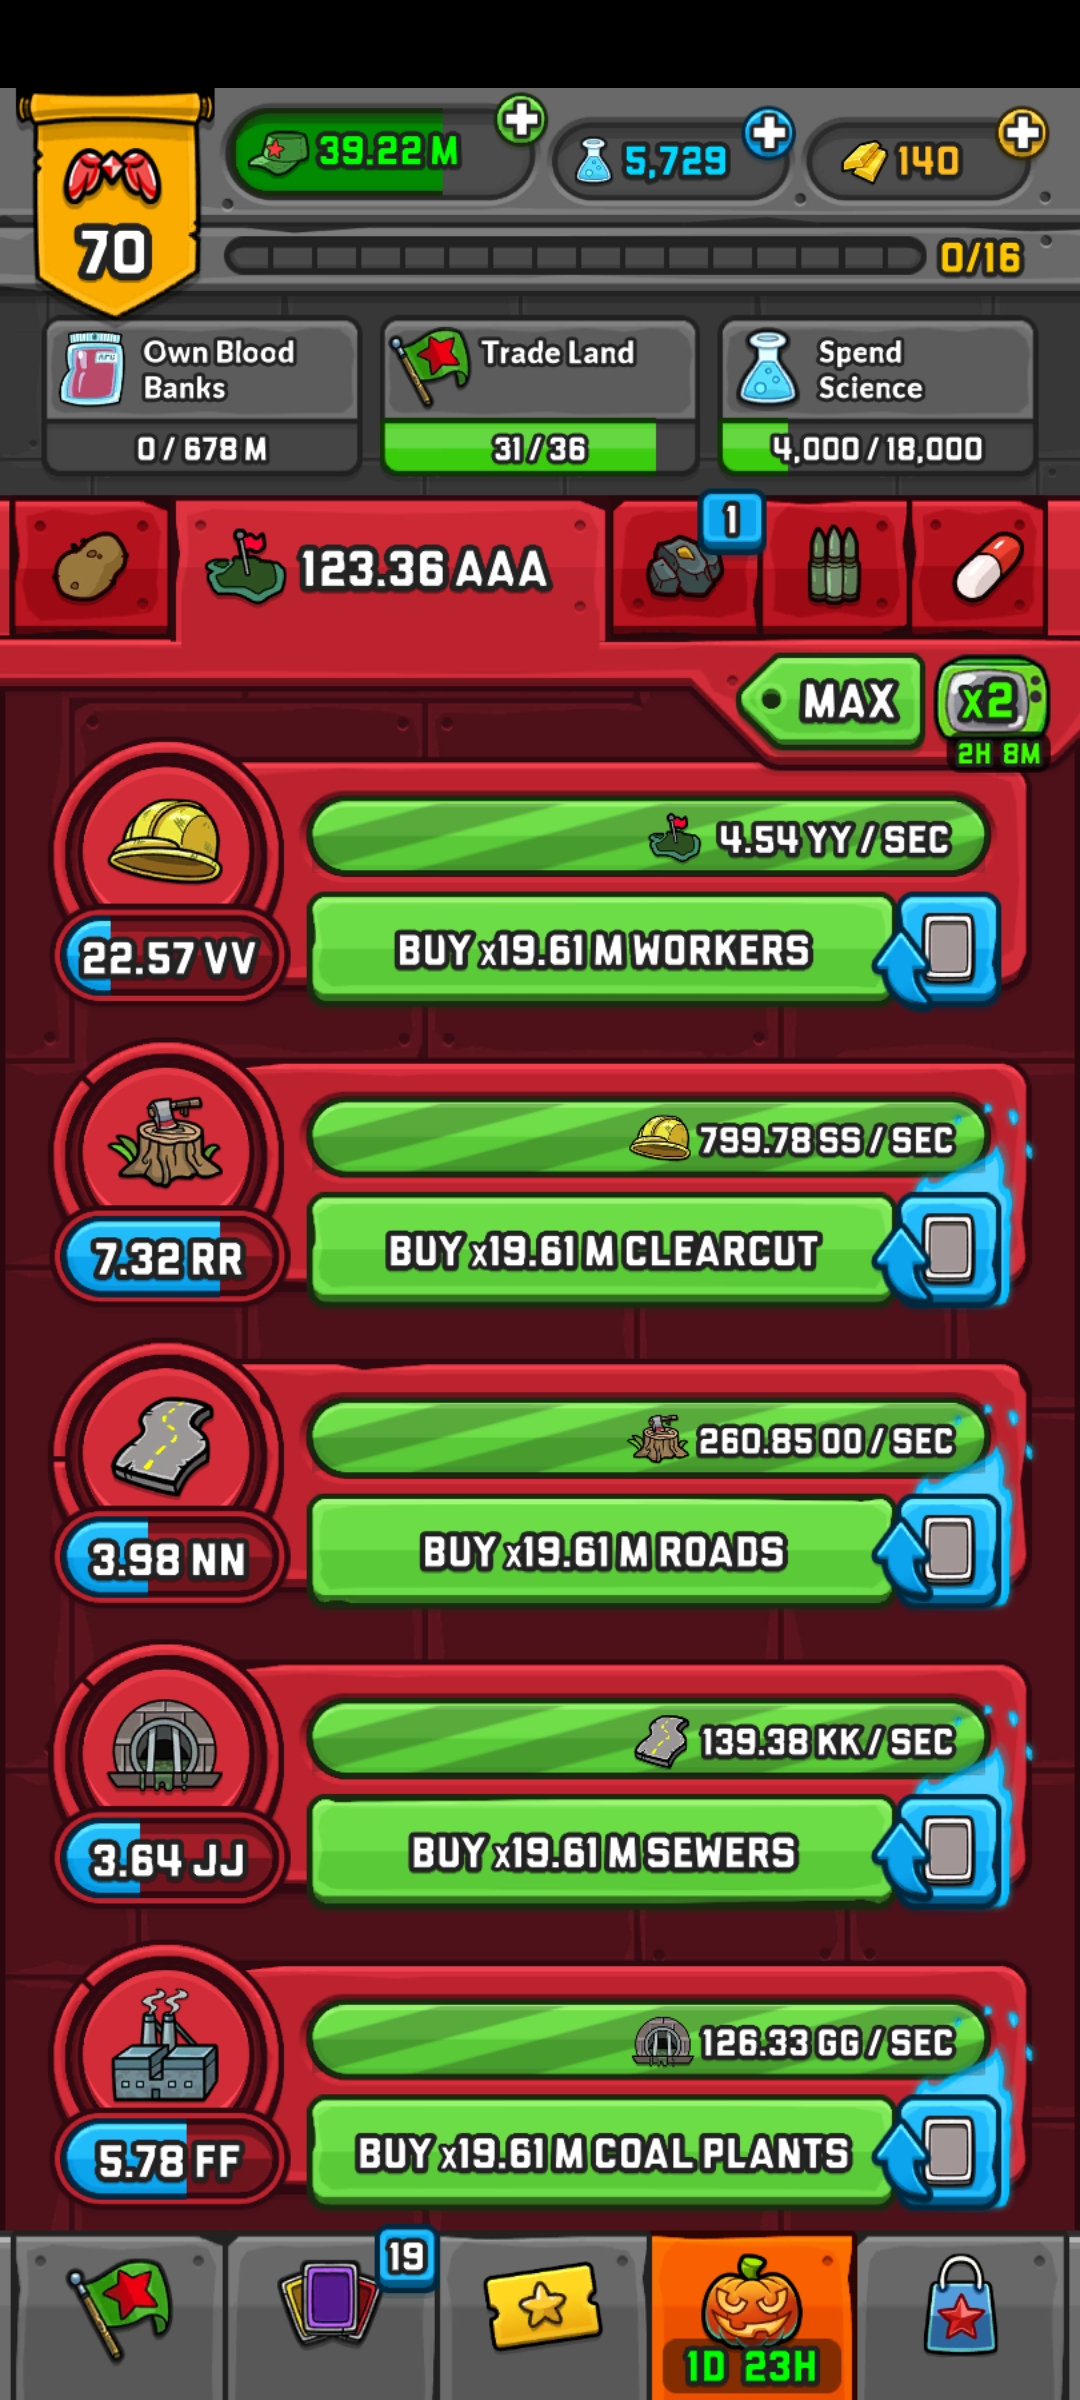 39.22 M
5,729
140
70
0/16
Own Blood
Banks
0 / 678 M
Trade Land
31 / 36
Spend
Science
4,000 / 18,000
123.36 AAA
1
MAX
x2
2H 8M
4.54 YY / SEC
22.57 VV
BUY x19.61 M WORKERS
799.78 SS / SEC
7.32 RR
BUY x19.61 M CLEARCUT
260.85 OO / SEC
3.98 NN
BUY x19.61 M ROADS
139.38 KK / SEC
3.64 JJ
BUY x19.61 M SEWERS
126.33 GG / SEC
5.78 FF
BUY x19.61 M COAL PLANTS
19
1D 23H